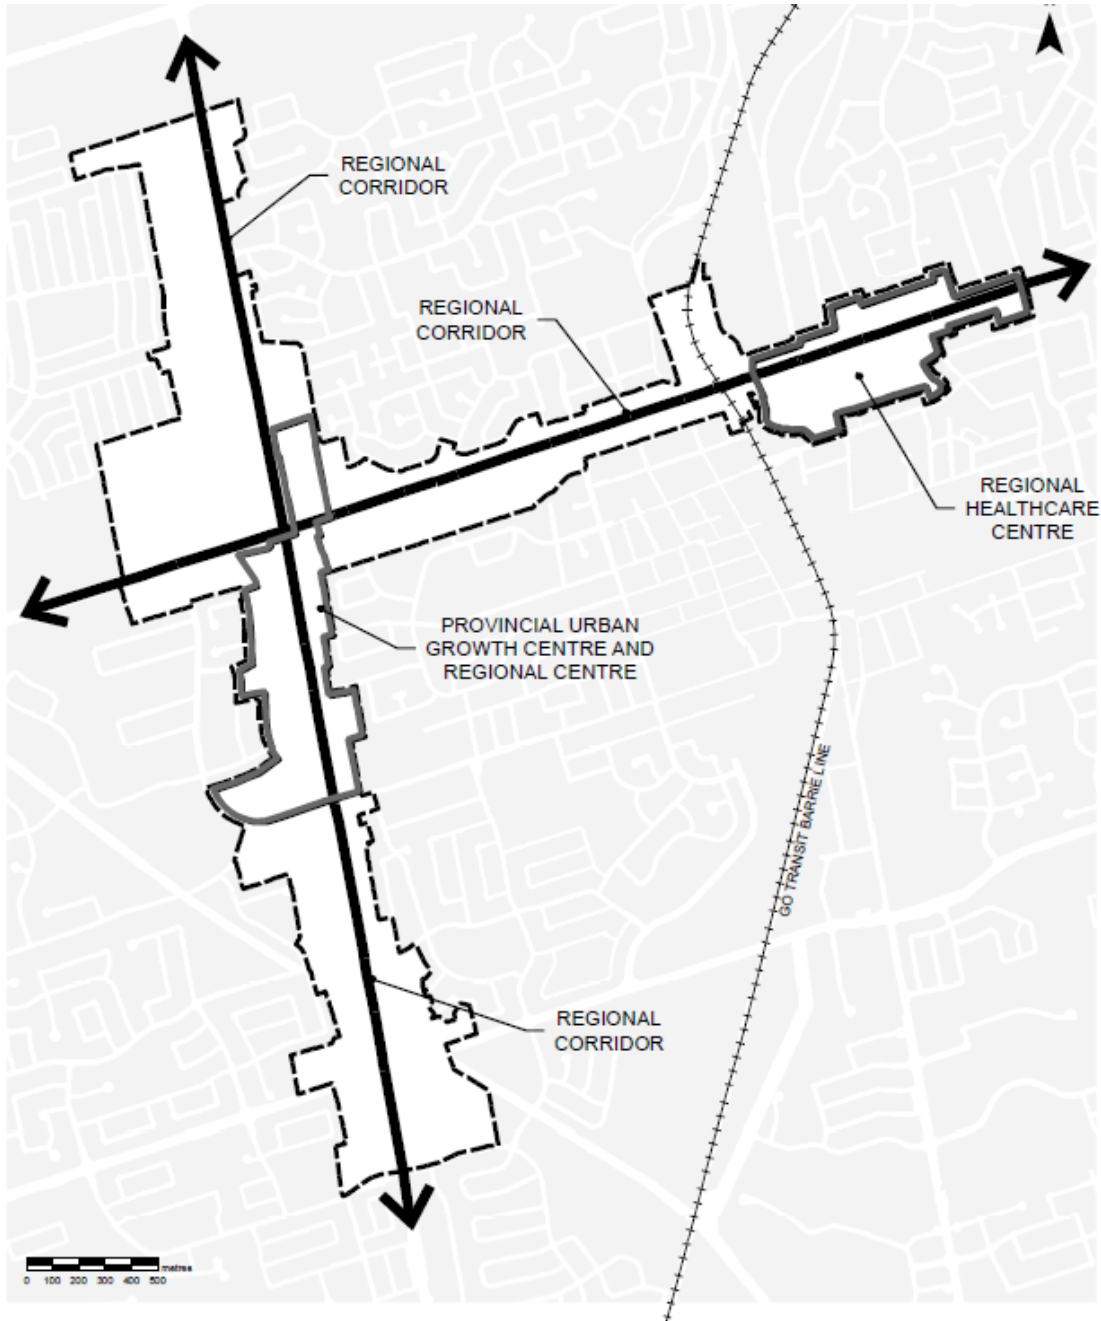 REGIONAL
CORRIDOR
REGIONAL
CORRIDOR
REGIONAL
HEALTHCARE
CENTRE
PROVINCIAL URBAN
GROWTH CENTRE AND
REGIONAL CENTRE
GO TRANSIT BARRIE LINE
REGIONAL
CORRIDOR
metres
0 100 200 300 400 500